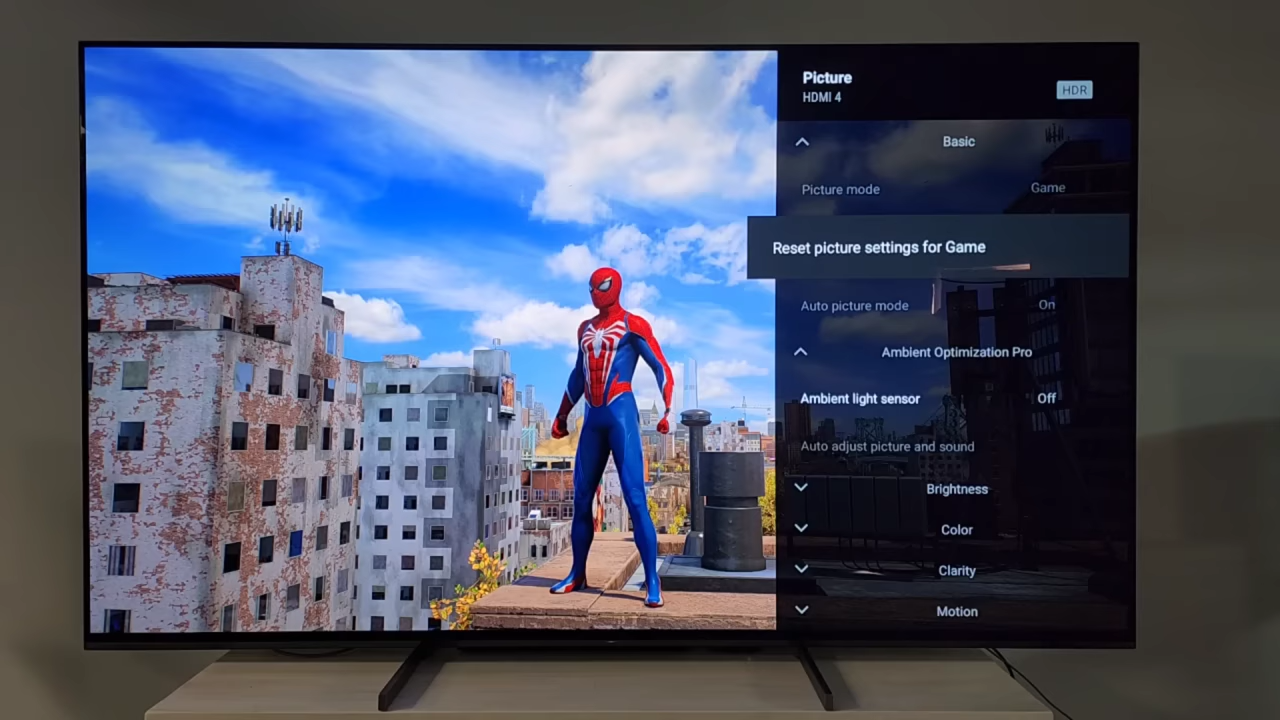 Picture
HDMI 4
HDR
Basic
Picture mode Game
Reset picture settings for Game
Auto picture mode On
Ambient Optimization Pro
Ambient light sensor Off
Auto adjust picture and sound
Brightness
Color
Clarity
Motion